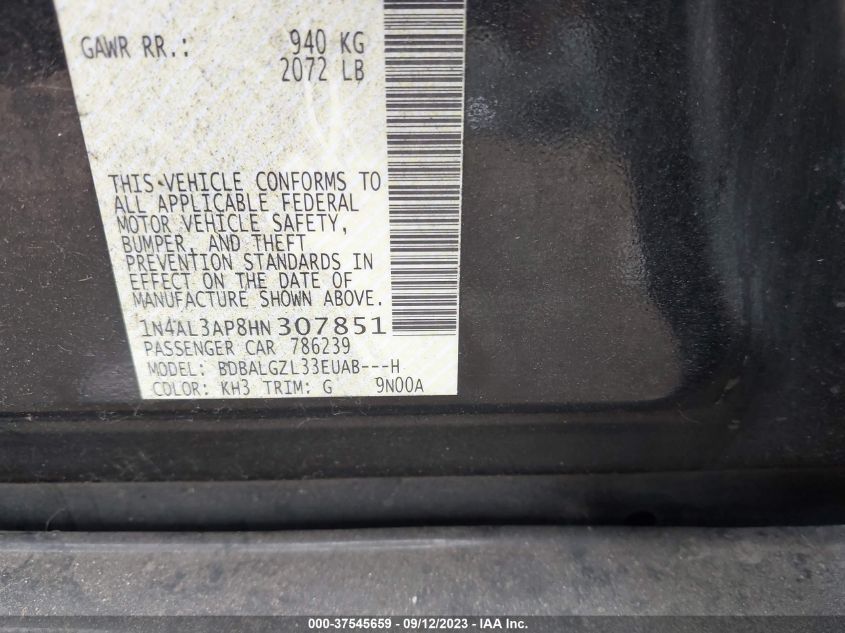 GAWR RR.: 940 KG
2072 LB
THIS VEHICLE CONFORMS TO
ALL APPLICABLE FEDERAL
MOTOR VEHICLE SAFETY,
BUMPER, AND THEFT
PREVENTION STANDARDS IN
EFFECT ON THE DATE OF
MANUFACTURE SHOWN ABOVE.
1N4AL3AP8HN 307851
PASSENGER CAR 786239
MODEL: BDBALGZL33EUAB---H
COLOR: KH3 TRIM: G 9N00A
000-37545659 - 09/12/2023 - © IAA Inc.